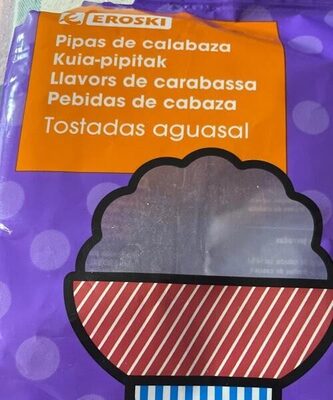 EROSKI
Pipas de calabaza
Kuia-pipitak
Llavors de carabassa
Pebidas de cabaza
Tostadas aguasal